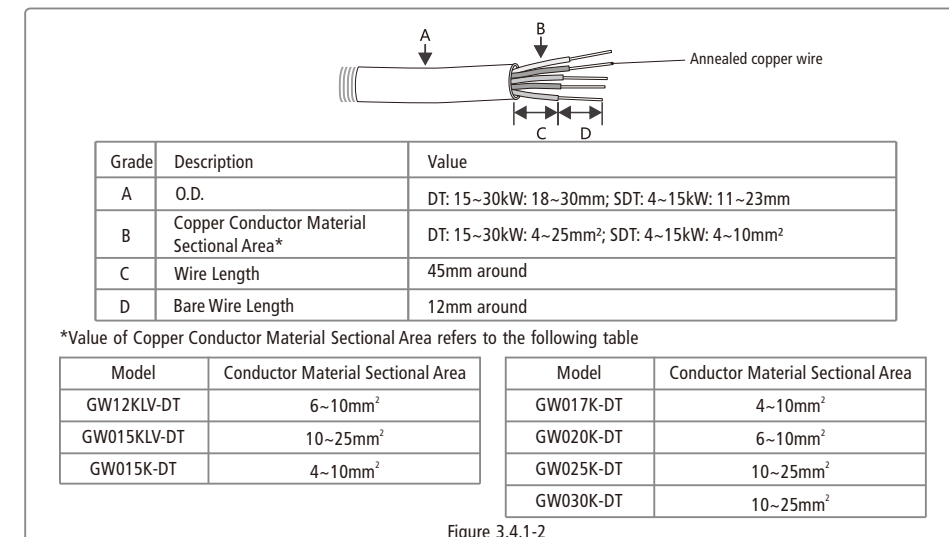 A
B
Annealed copper wire
C D
Grade Description Value
A O.D. DT: 15~30kW: 18~30mm; SDT: 4~15kW: 11~23mm
B Copper Conductor Material Sectional Area* DT: 15~30kW: 4~25mm²; SDT: 4~15kW: 4~10mm²
C Wire Length 45mm around
D Bare Wire Length 12mm around
*Value of Copper Conductor Material Sectional Area refers to the following table
Model Conductor Material Sectional Area
GW12KLV-DT 6~10mm²
GW015KLV-DT 10~25mm²
GW015K-DT 4~10mm²
Model Conductor Material Sectional Area
GW017K-DT 4~10mm²
GW020K-DT 6~10mm²
GW025K-DT 10~25mm²
GW030K-DT 10~25mm²
Figure 3.4.1-2